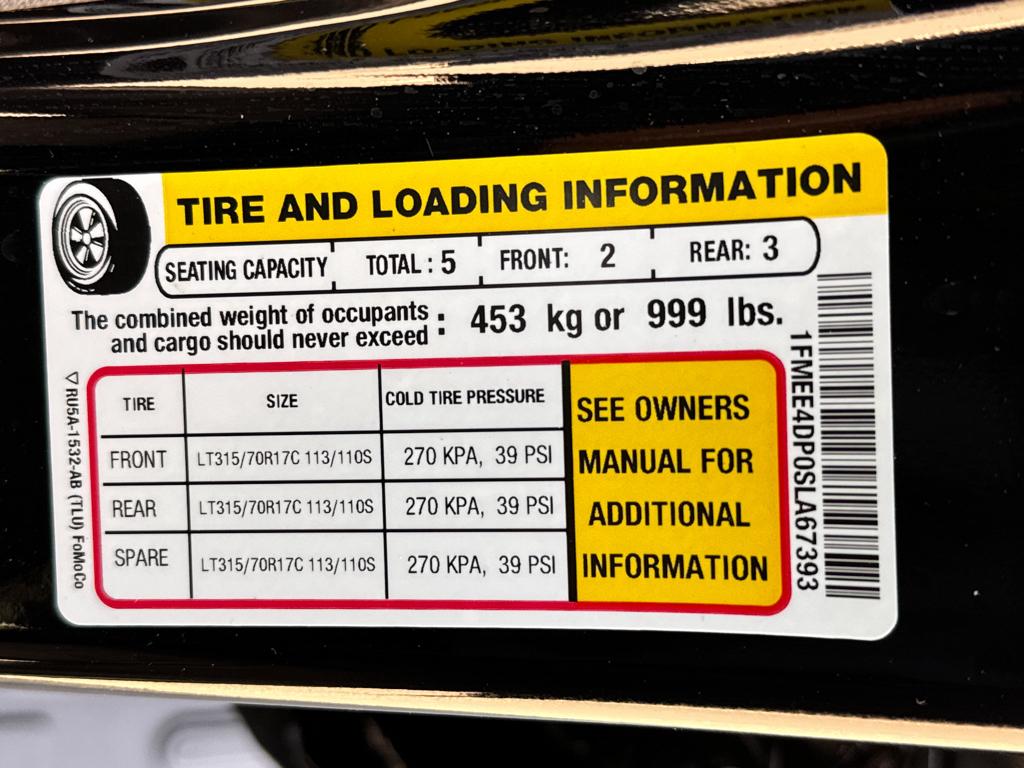 TIRE AND LOADING INFORMATION
SEATING CAPACITY TOTAL : 5 FRONT: 2 REAR: 3
The combined weight of occupants
and cargo should never exceed : 453 kg or 999 lbs.
TIRE SIZE COLD TIRE PRESSURE
FRONT LT315/70R17C 113/110S 270 KPA, 39 PSI
REAR LT315/70R17C 113/110S 270 KPA, 39 PSI
SPARE LT315/70R17C 113/110S 270 KPA, 39 PSI
SEE OWNERS
MANUAL FOR
ADDITIONAL
INFORMATION
1FMEE4DP0SLA67393
RU5A-1532-AB (TLU) FoMoCo